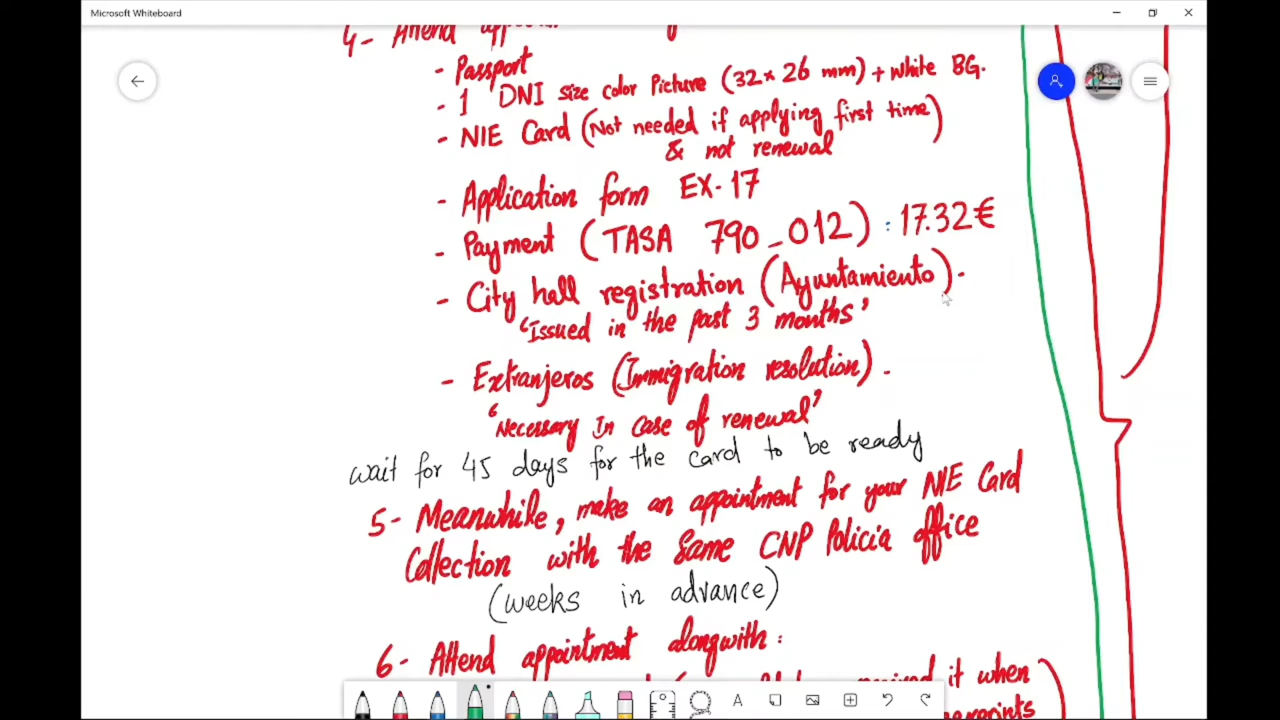 Microsoft Whiteboard
4- Attend
- Passport
- 1 DNI size color Picture (32 x 26 mm) + white BG.
- NIE Card (Not needed if applying first time)
& not renewal
- Application form EX-17
- Payment (TASA 790_012) : 17.32€
- City hall registration (Ayuntamiento).
'Issued in the past 3 months'
- Extranjeros (Immigration resolution).
'Necessary In case of renewal'
wait for 45 days for the card to be ready
5- Meanwhile, make an appointment for your NIE Card
Collection with the same CNP Policia office
(weeks in advance)
6- Attend appointment alongwith:
it when